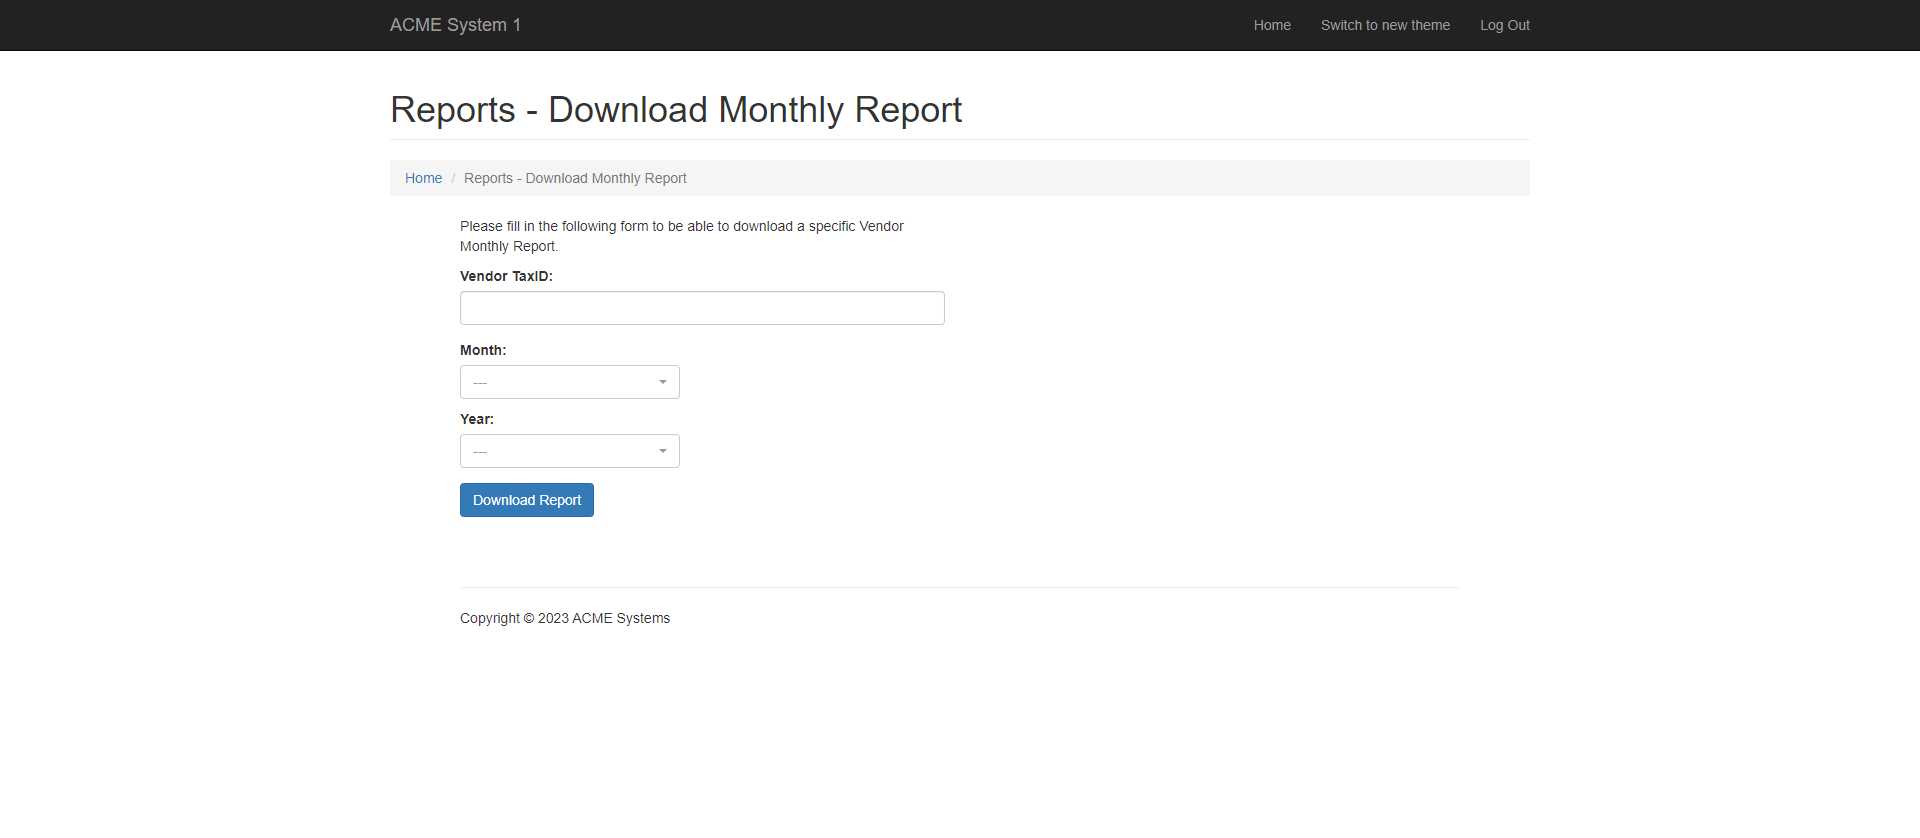 ACME System 1
Home
Switch to new theme
Log Out
Reports - Download Monthly Report
Home / Reports - Download Monthly Report
Please fill in the following form to be able to download a specific Vendor
Monthly Report.
Vendor TaxID:
Month:
---
Year:
---
Download Report
Copyright © 2023 ACME Systems